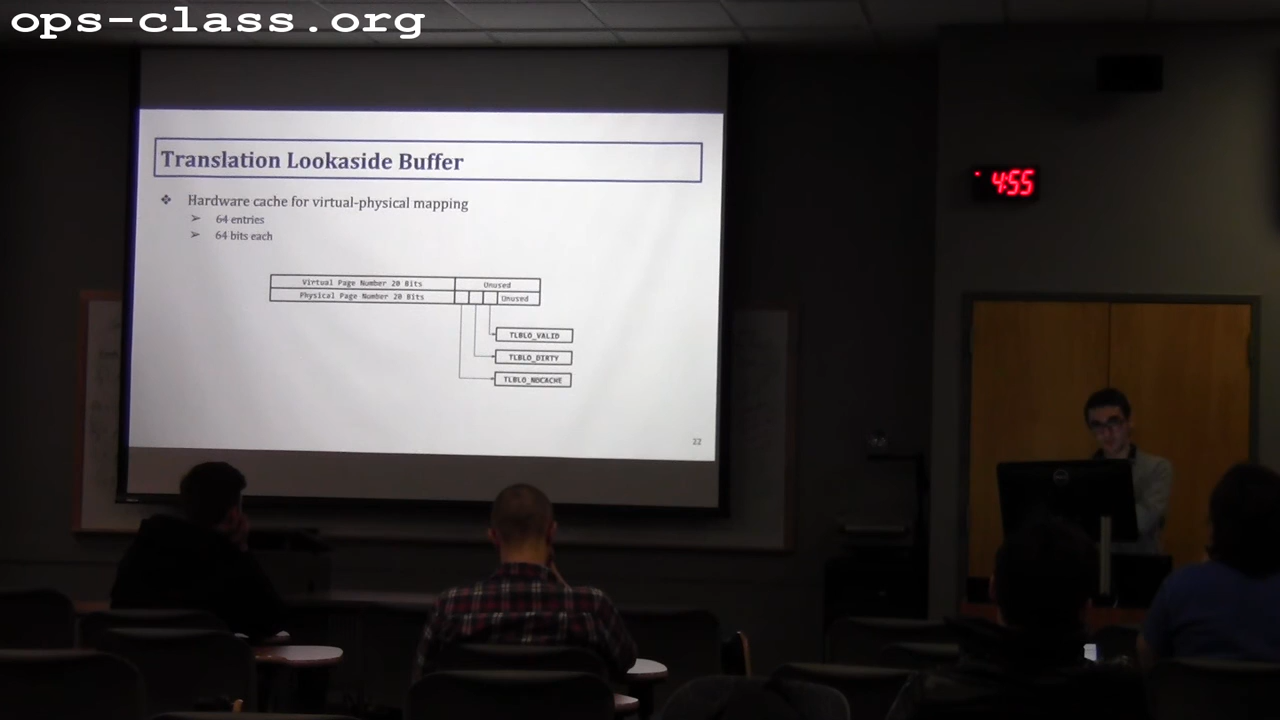 ops-class.org
Translation Lookaside Buffer
❖ Hardware cache for virtual-physical mapping
➢ 64 entries
➢ 64 bits each
Virtual Page Number 20 Bits Unused
Physical Page Number 20 Bits Unused
TLBLO_VALID
TLBLO_DIRTY
TLBLO_NOCACHE
22
4:55